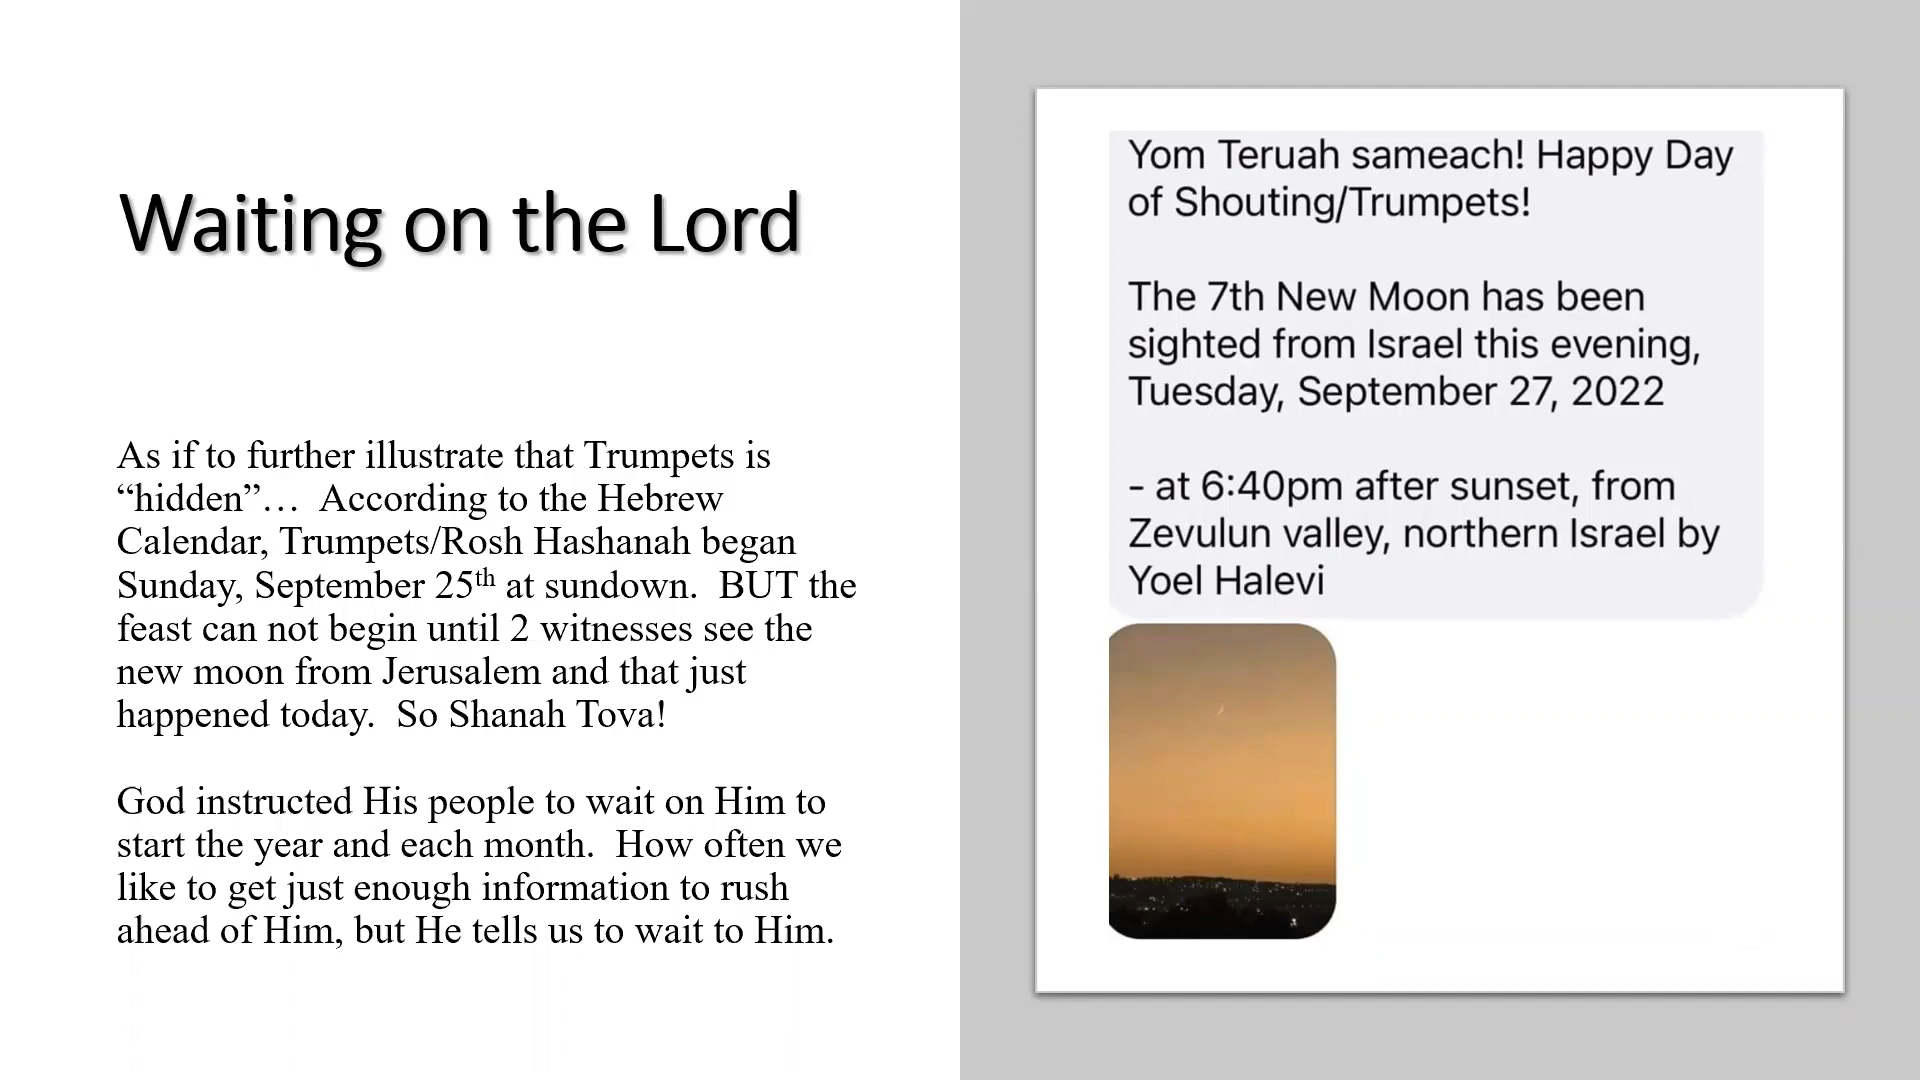 Waiting on the Lord
As if to further illustrate that Trumpets is
“hidden”…  According to the Hebrew
Calendar, Trumpets/Rosh Hashanah began
Sunday, September 25th at sundown.  BUT the
feast can not begin until 2 witnesses see the
new moon from Jerusalem and that just
happened today.  So Shanah Tova!
God instructed His people to wait on Him to
start the year and each month.  How often we
like to get just enough information to rush
ahead of Him, but He tells us to wait to Him.
Yom Teruah sameach! Happy Day
of Shouting/Trumpets!
The 7th New Moon has been
sighted from Israel this evening,
Tuesday, September 27, 2022
- at 6:40pm after sunset, from
Zevulun valley, northern Israel by
Yoel Halevi